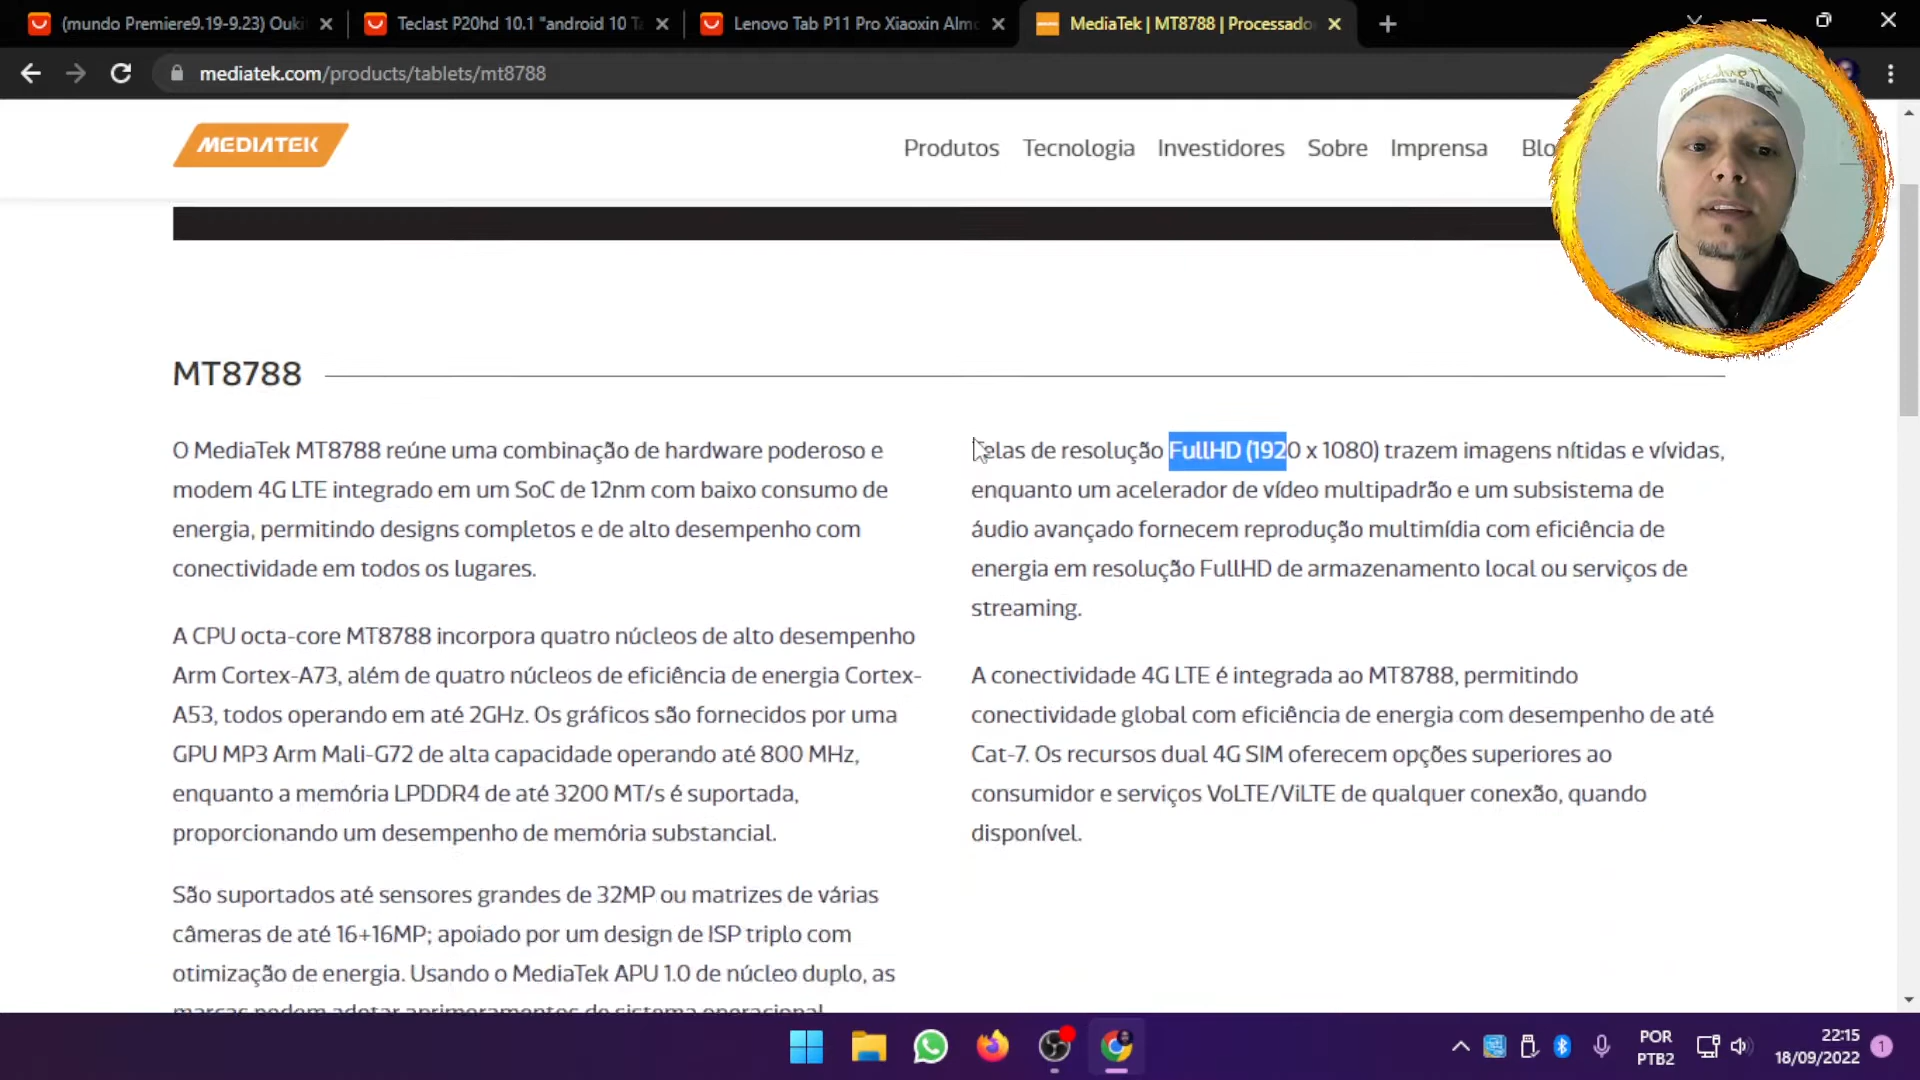 (mundo Premiere9.19-9.23) Ouki
Teclast P20hd 10.1 "android 10 Ta
Lenovo Tab P11 Pro Xiaoxin Almo
MediaTek | MT8788 | Processado
mediatek.com/products/tablets/mt8788
MEDIATEK
Produtos Tecnologia Investidores Sobre Imprensa Blo
MT8788
O MediaTek MT8788 reúne uma combinação de hardware poderoso e
modem 4G LTE integrado em um SoC de 12nm com baixo consumo de
energia, permitindo designs completos e de alto desempenho com
conectividade em todos os lugares.
A CPU octa-core MT8788 incorpora quatro núcleos de alto desempenho
Arm Cortex-A73, além de quatro núcleos de eficiência de energia Cortex-
A53, todos operando em até 2GHz. Os gráficos são fornecidos por uma
GPU MP3 Arm Mali-G72 de alta capacidade operando até 800 MHz,
enquanto a memória LPDDR4 de até 3200 MT/s é suportada,
proporcionando um desempenho de memória substancial.
São suportados até sensores grandes de 32MP ou matrizes de várias
câmeras de até 16+16MP; apoiado por um design de ISP triplo com
otimização de energia. Usando o MediaTek APU 1.0 de núcleo duplo, as
marcas podem adotar aprimoramentos de sistema operacional
Telas de resolução FullHD (1920 x 1080) trazem imagens nítidas e vívidas,
enquanto um acelerador de vídeo multipadrão e um subsistema de
áudio avançado fornecem reprodução multimídia com eficiência de
energia em resolução FullHD de armazenamento local ou serviços de
streaming.
A conectividade 4G LTE é integrada ao MT8788, permitindo
conectividade global com eficiência de energia com desempenho de até
Cat-7. Os recursos dual 4G SIM oferecem opções superiores ao
consumidor e serviços VoLTE/ViLTE de qualquer conexão, quando
disponível.
POR
PTB2
22:15
18/09/2022
1